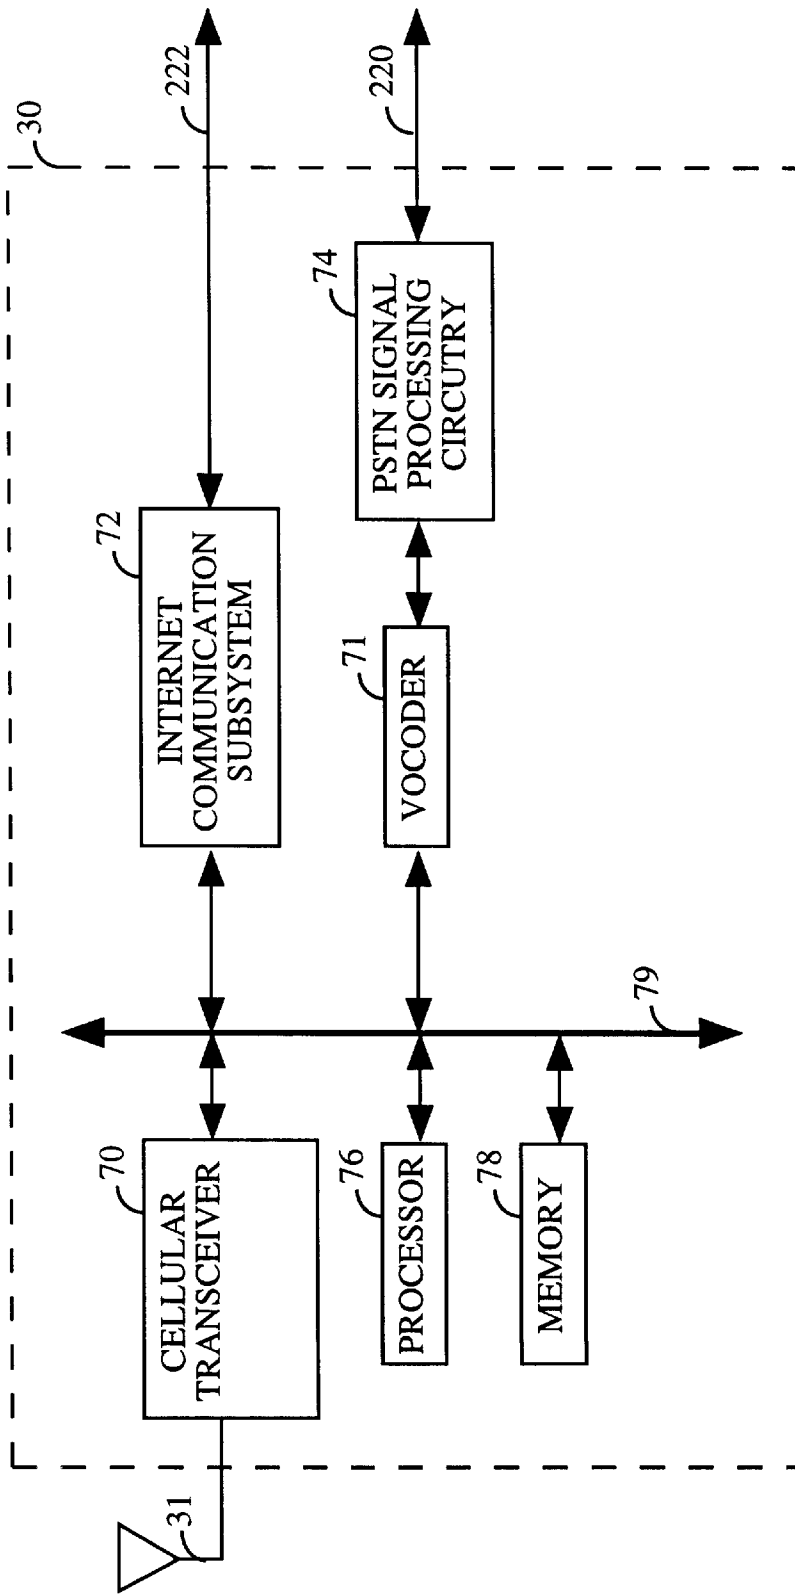 30
222
220
31
70
CELLULAR
TRANSCEIVER
72
INTERNET
COMMUNICATION
SUBSYSTEM
76
PROCESSOR
71
VOCODER
74
PSTN SIGNAL
PROCESSING
CIRCUTRY
78
MEMORY
79